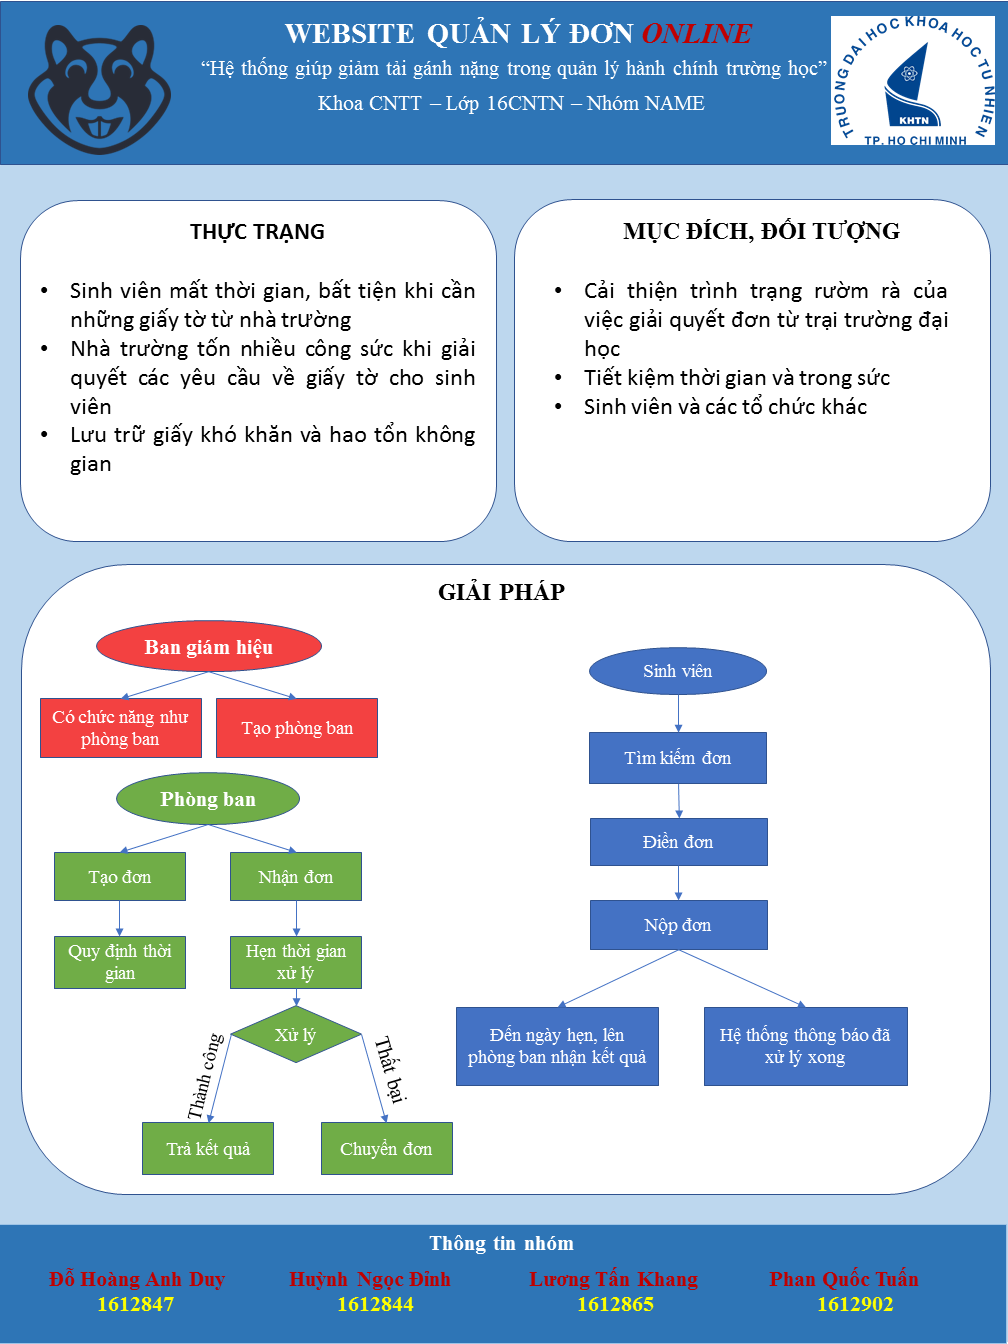 WEBSITE QUẢN LÝ ĐƠN ONLINE
“Hệ thống giúp giảm tải gánh nặng trong quản lý hành chính trường học”
Khoa CNTT – Lớp 16CNTN – Nhóm NAME
TRUONG DAI HOC KHOA HOC TU NHIEN
KHTN
TP. HO CHI MINH
THỰC TRẠNG
• Sinh viên mất thời gian, bất tiện khi cần
những giấy tờ từ nhà trường
• Nhà trường tốn nhiều công sức khi giải
quyết các yêu cầu về giấy tờ cho sinh
viên
• Lưu trữ giấy khó khăn và hao tổn không
gian
MỤC ĐÍCH, ĐỐI TƯỢNG
• Cải thiện trình trạng rườm rà của
việc giải quyết đơn từ trại trường đại
học
• Tiết kiệm thời gian và trong sức
• Sinh viên và các tổ chức khác
GIẢI PHÁP
Ban giám hiệu
Có chức năng như
phòng ban
Tạo phòng ban
Phòng ban
Tạo đơn
Nhận đơn
Quy định thời
gian
Hẹn thời gian
xử lý
Xử lý
Thành công
Thất bại
Trả kết quả
Chuyển đơn
Sinh viên
Tìm kiếm đơn
Điền đơn
Nộp đơn
Đến ngày hẹn, lên
phòng ban nhận kết quả
Hệ thống thông báo đã
xử lý xong
Thông tin nhóm
Đỗ Hoàng Anh Duy
1612847
Huỳnh Ngọc Đỉnh
1612844
Lương Tấn Khang
1612865
Phan Quốc Tuấn
1612902